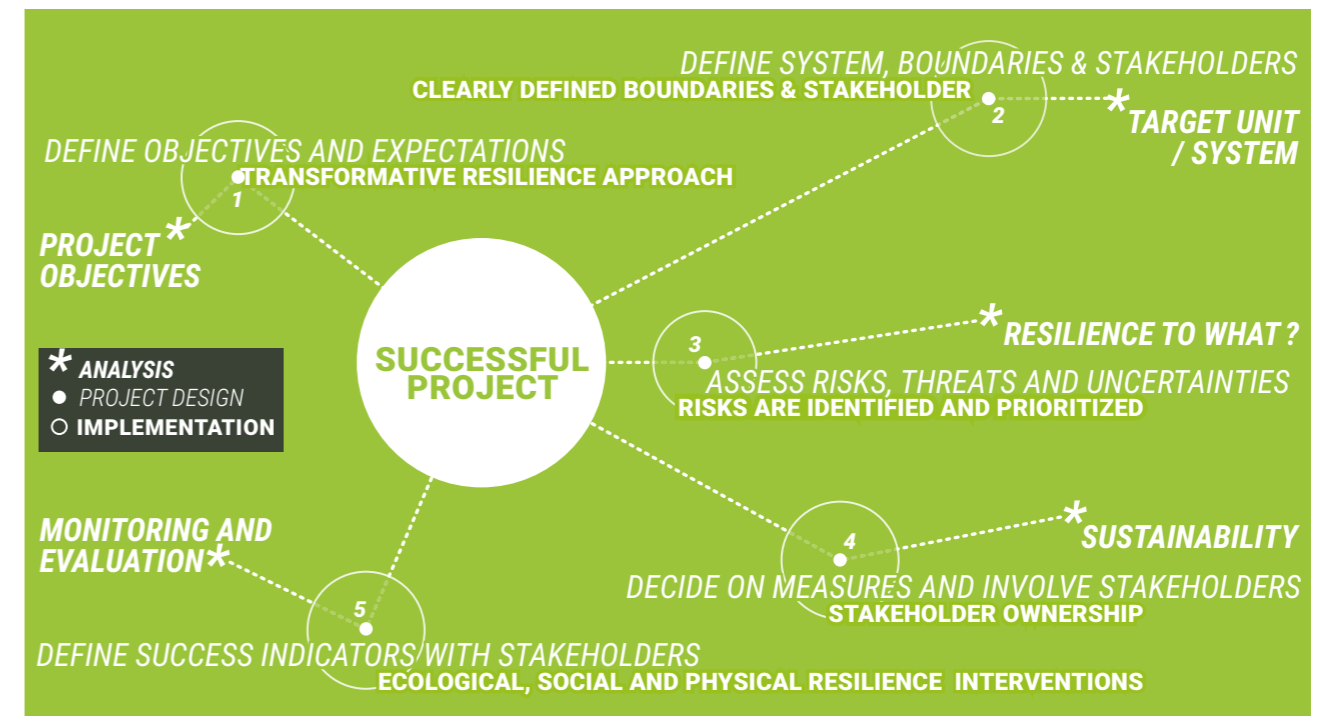 DEFINE SYSTEM, BOUNDARIES & STAKEHOLDERS
CLEARLY DEFINED BOUNDARIES & STAKEHOLDER
2
* TARGET UNIT
/ SYSTEM
DEFINE OBJECTIVES AND EXPECTATIONS
TRANSFORMATIVE RESILIENCE APPROACH
1
PROJECT *
OBJECTIVES
SUCCESSFUL
PROJECT
3
* RESILIENCE TO WHAT ?
ASSESS RISKS, THREATS AND UNCERTAINTIES
RISKS ARE IDENTIFIED AND PRIORITIZED
* ANALYSIS
● PROJECT DESIGN
○ IMPLEMENTATION
4
* SUSTAINABILITY
DECIDE ON MEASURES AND INVOLVE STAKEHOLDERS
STAKEHOLDER OWNERSHIP
MONITORING AND
EVALUATION *
5
DEFINE SUCCESS INDICATORS WITH STAKEHOLDERS
ECOLOGICAL, SOCIAL AND PHYSICAL RESILIENCE INTERVENTIONS